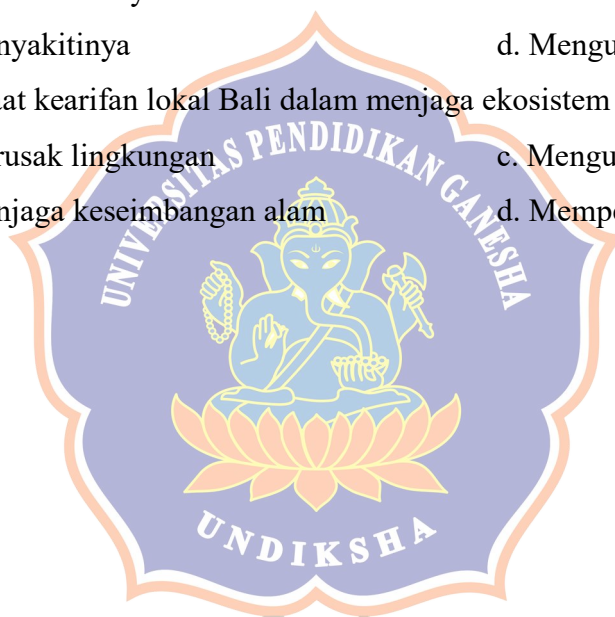 nyakitinya d. Mengu
at kearifan lokal Bali dalam menjaga ekosistem
rusak lingkungan c. Mengu
njaga keseimbangan alam d. Mempe
UNIVERSITAS PENDIDIKAN GANESHA
UNDIKSHA